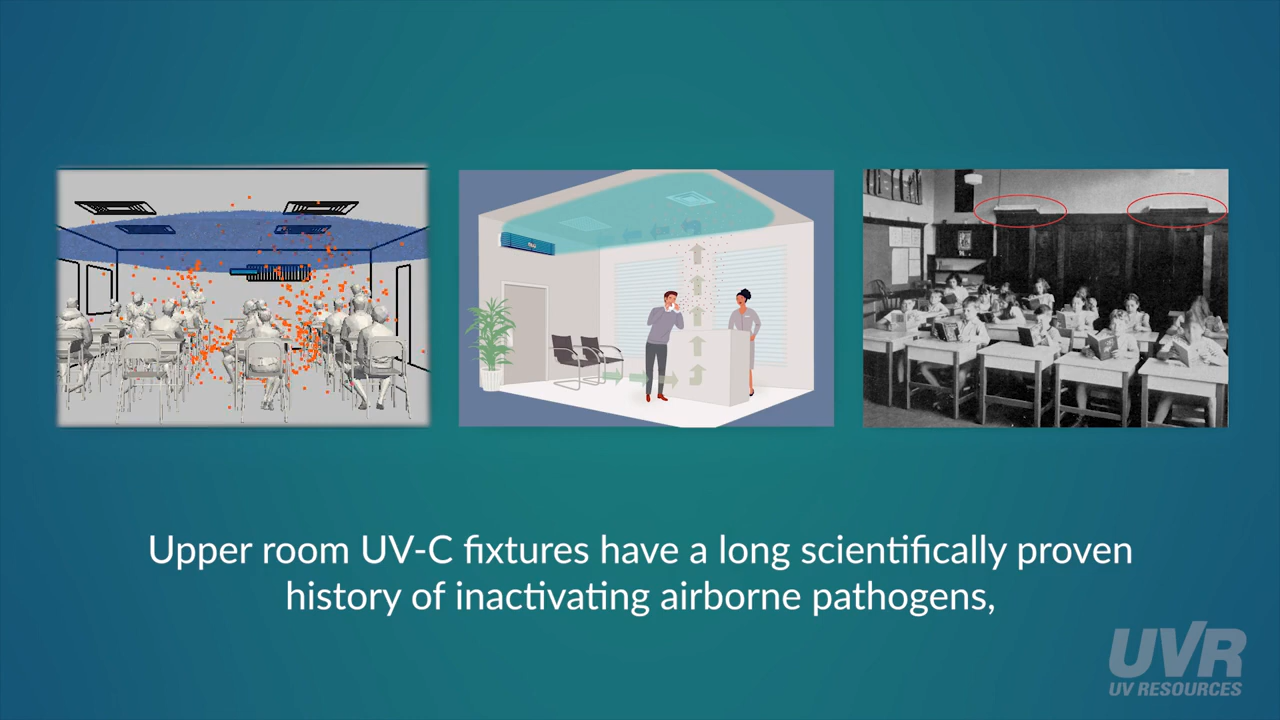 Upper room UV-C fixtures have a long scientifically proven
history of inactivating airborne pathogens,
UVR
UV RESOURCES